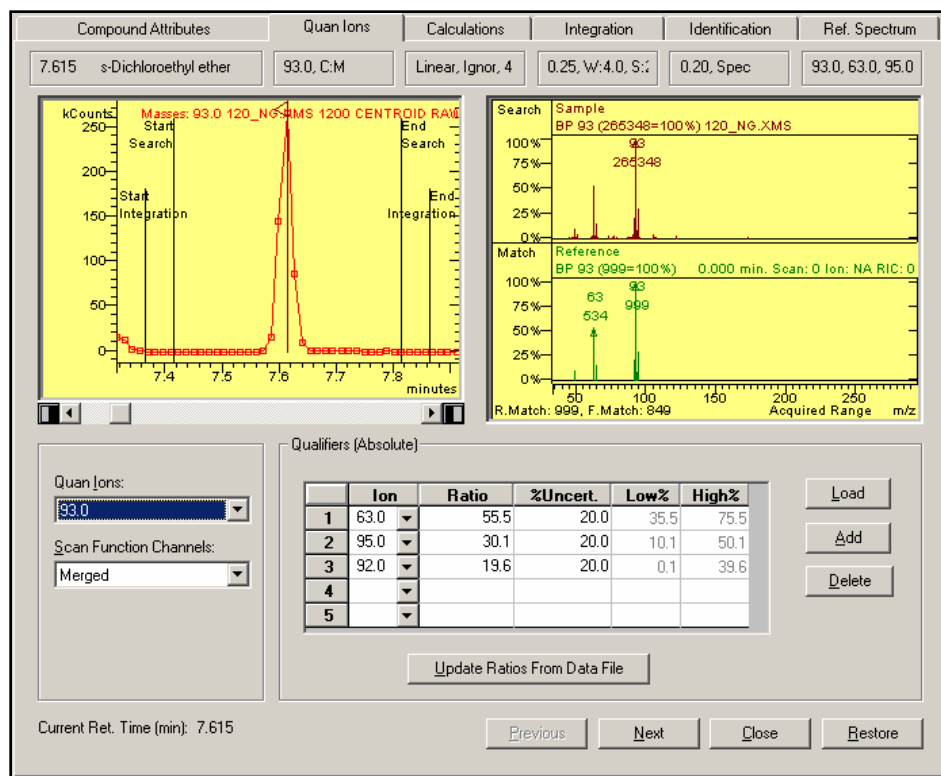 Compound Attributes Quan Ions Calculations Integration Identification Ref. Spectrum
7.615 s-Dichloroethyl ether 93.0, C:M Linear, Ignor, 4 0.25, W:4.0, S:2 0.20, Spec 93.0, 63.0, 95.0
kCounts Masses: 93.0 120_NG.XMS 1200 CENTROID RAW
250
Start Search
End Search
200
Start Integration
End Integration
150
100
50
0
7.4 7.5 7.6 7.7 7.8
minutes
Search Sample
BP 93 (265348=100%) 120_NG.XMS
100% 93
265348
75%
50%
25%
0%
Match Reference
BP 93 (999=100%) 0.000 min. Scan: 0 Ion: NA RIC: 0
100% 93
63 999
75%
534
50%
25%
0%
50 100 150 200 250
R.Match: 999, F.Match: 849 Acquired Range m/z
Quan Ions:
93.0
Scan Function Channels:
Merged
Qualifiers (Absolute)
Ion Ratio %Uncert. Low% High%
1 63.0 55.5 20.0 35.5 75.5
2 95.0 30.1 20.0 10.1 50.1
3 92.0 19.6 20.0 0.1 39.6
4
5
Load
Add
Delete
Update Ratios From Data File
Current Ret. Time (min): 7.615
Previous Next Close Restore